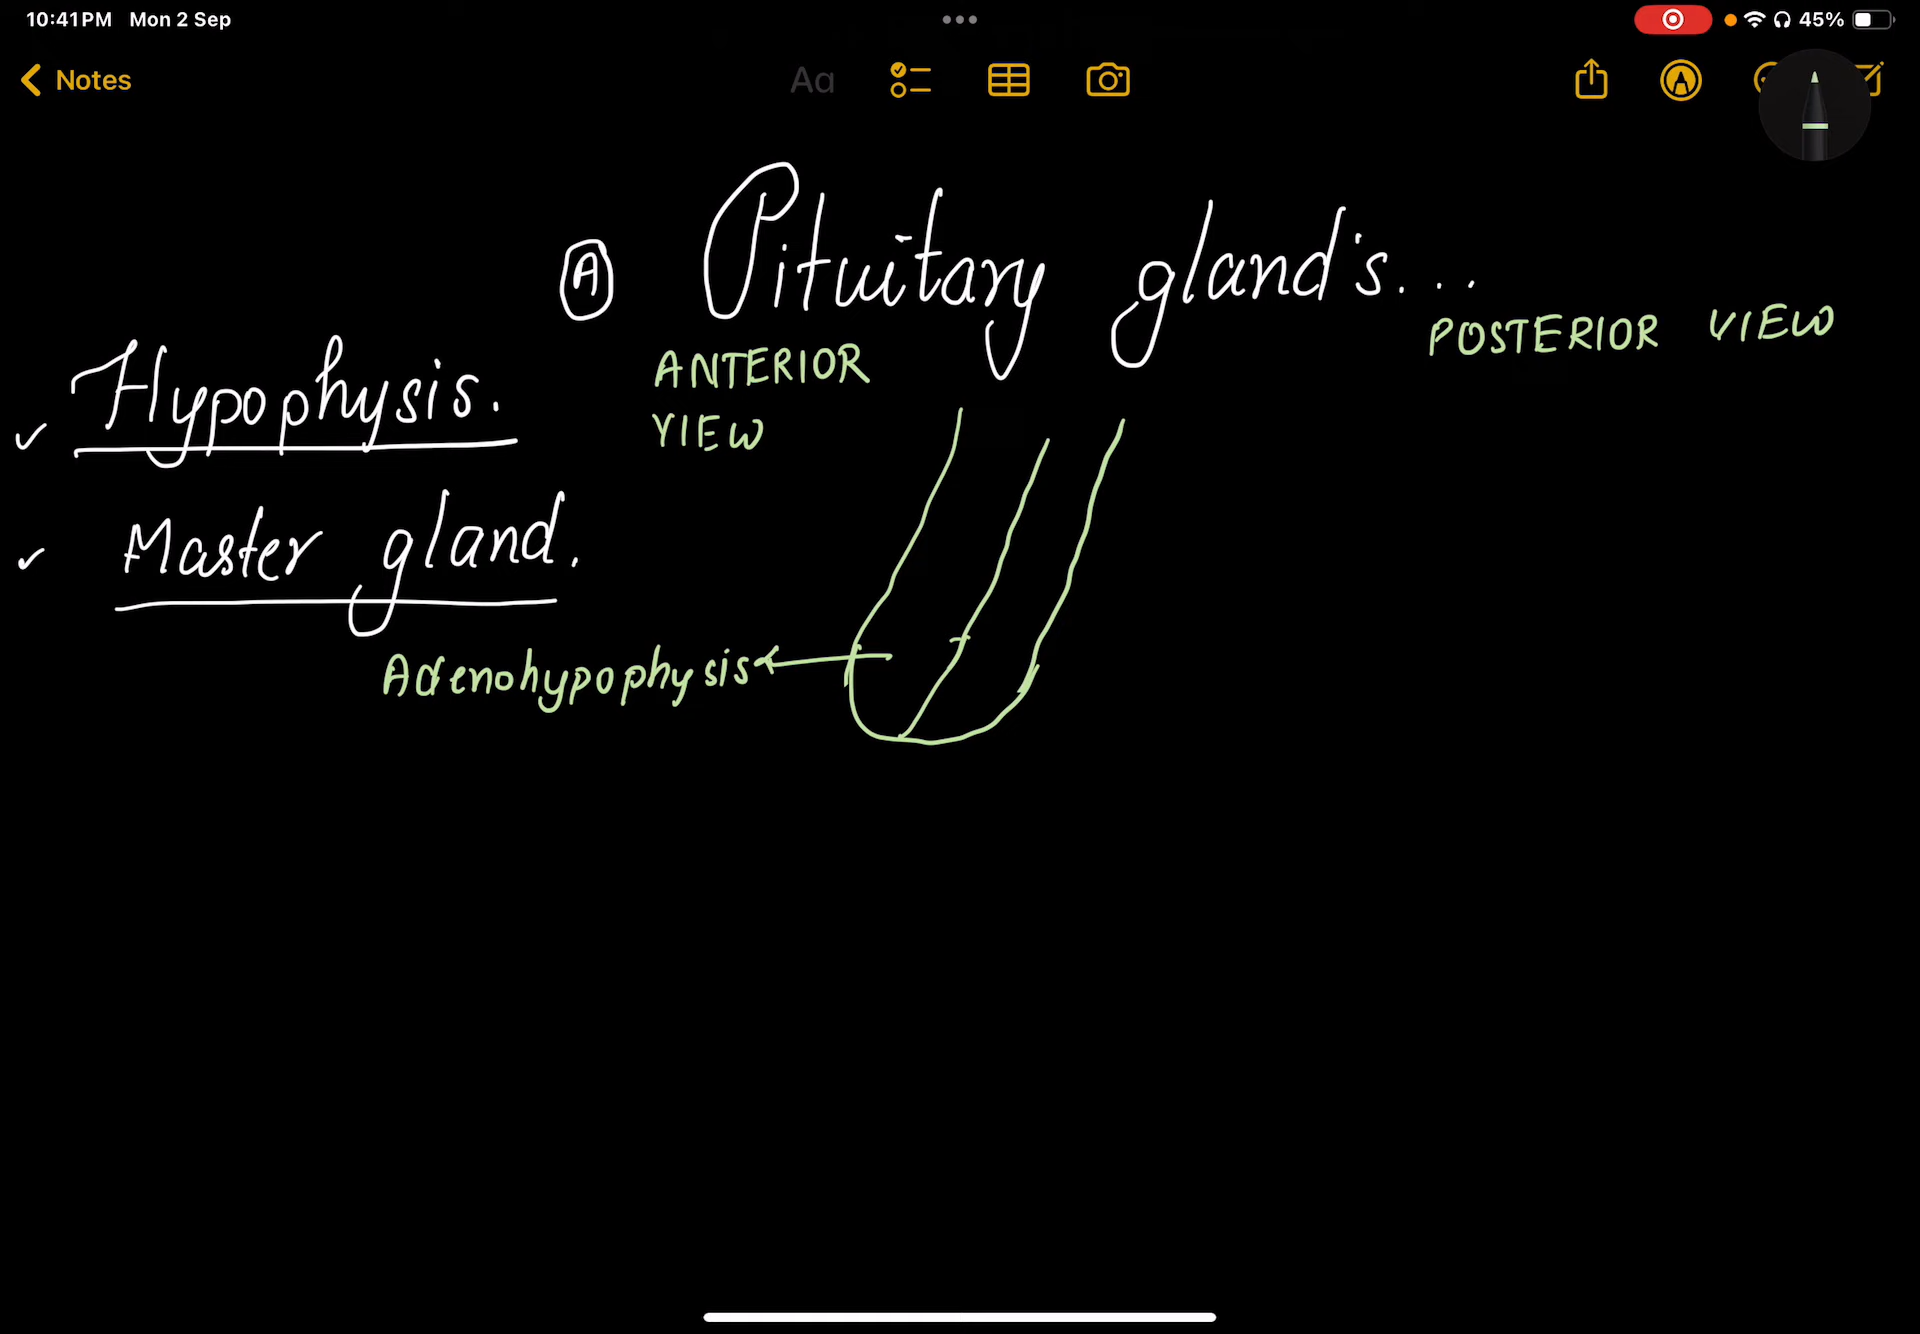 10:41PM Mon 2 Sep
45%
Notes
Aa
A Pituitary gland's...
POSTERIOR VIEW
Hypophysis.
ANTERIOR
VIEW
Master gland.
Adenohypophysis